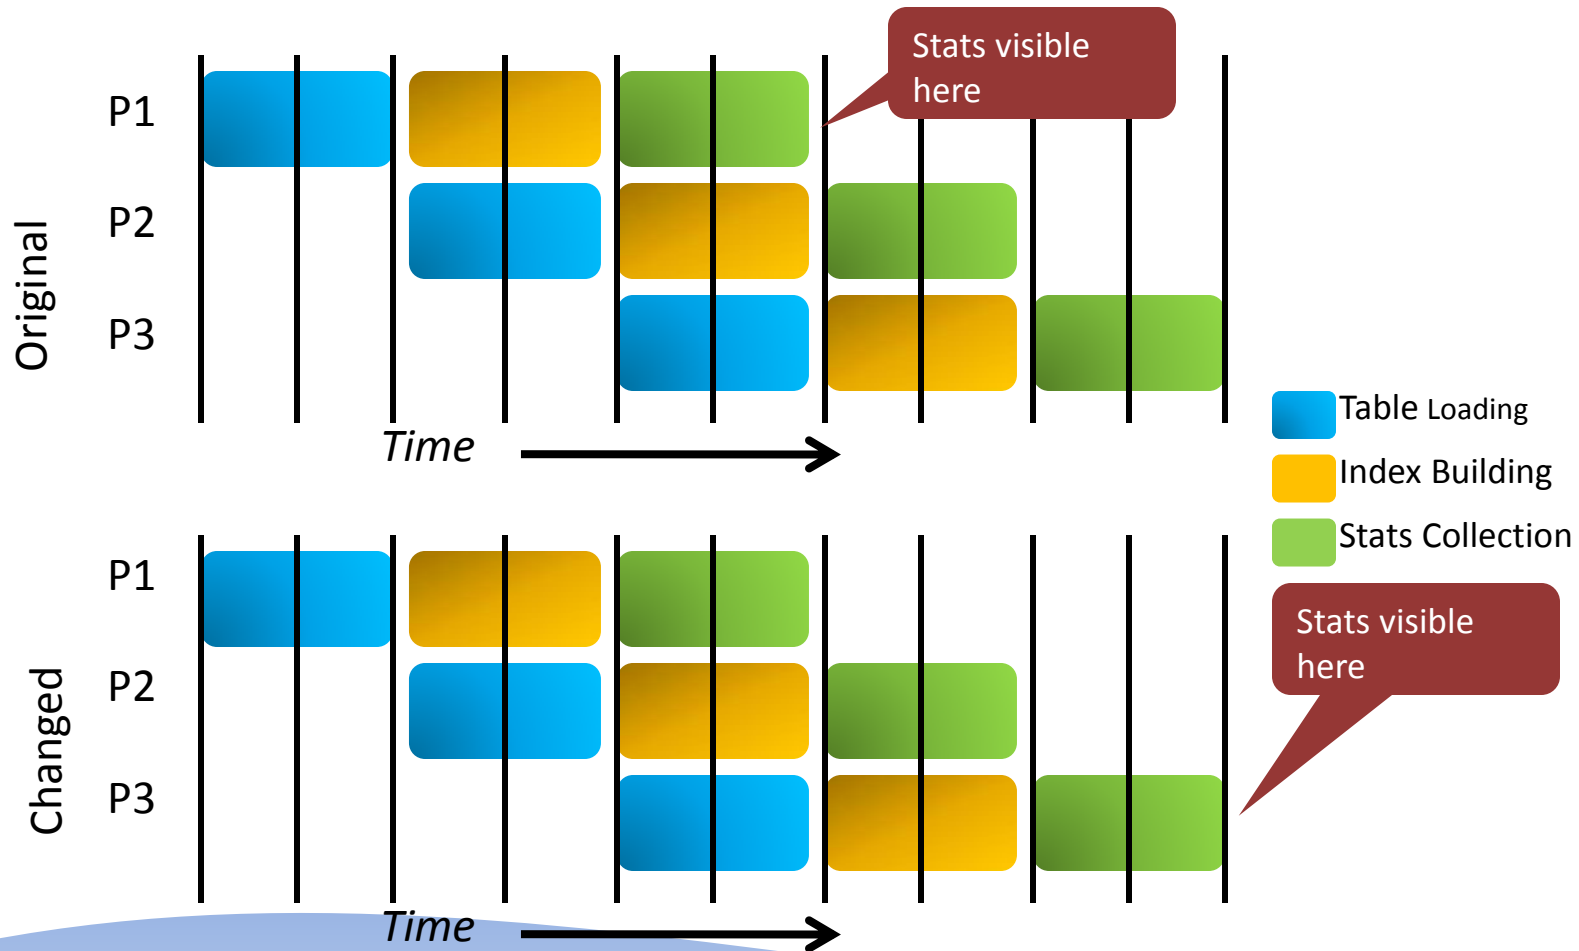 Stats visible
here
P1
P2
P3
Original
Time
Table Loading
Index Building
Stats Collection
P1
P2
P3
Changed
Stats visible
here
Time